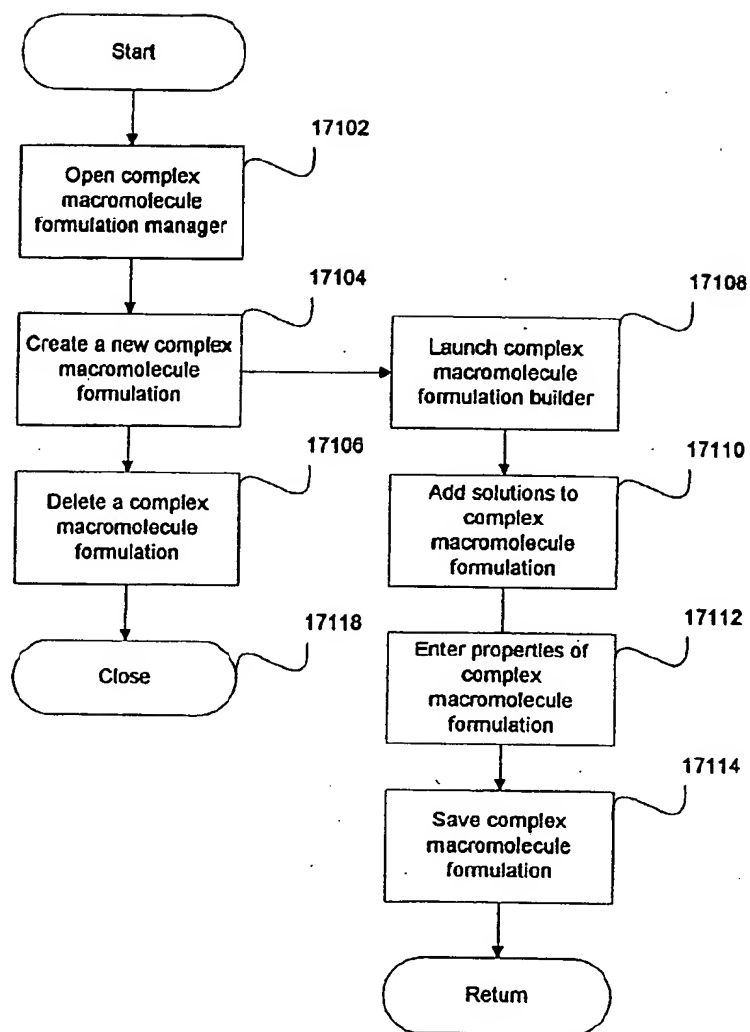 Start
17102
Open complex
macromolecule
formulation manager
17104
Create a new complex
macromolecule
formulation
17106
Delete a complex
macromolecule
formulation
17118
Close
17108
Launch complex
macromolecule
formulation builder
17110
Add solutions to
complex
macromolecule
formulation
17112
Enter properties of
complex
macromolecule
formulation
17114
Save complex
macromolecule
formulation
Return